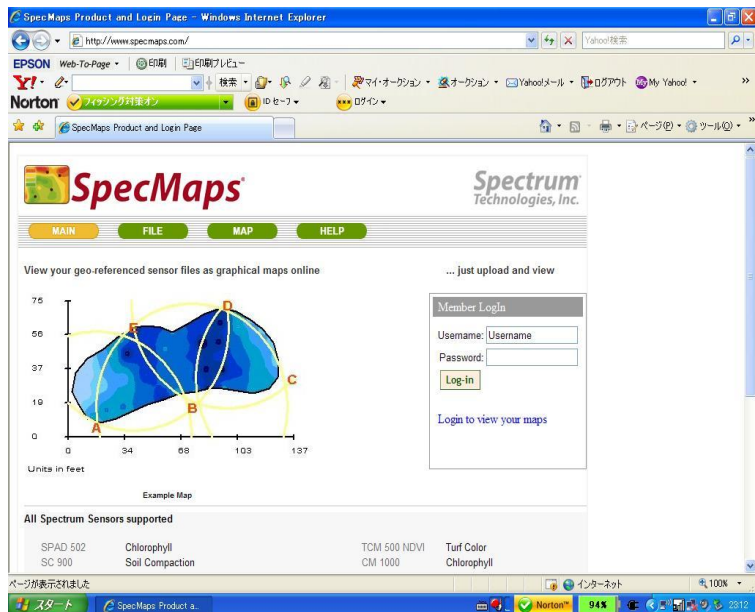 SpecMaps Product and Login Page - Windows Internet Explorer
http://www.specmaps.com/
Yahoo!検索
EPSON Web-To-Page 印刷 印刷プレビュー
Y! 検索 マイ・オークション オークション Yahoo!メール ログアウト My Yahoo! »
Norton フィッシング対策オン ID セーフ ログイン
SpecMaps Product and Login Page ページ(P) ツール(O) »
SpecMaps
Spectrum
Technologies, Inc.
MAIN FILE MAP HELP
View your geo-referenced sensor files as graphical maps online ... just upload and view
Member LogIn
Username: Username
Password:
Log-in
Login to view your maps
75
56
37
19
0
0 34 68 103 137
A
B
C
D
E
Units in feet
Example Map
All Spectrum Sensors supported
SPAD 502 Chlorophyll TCM 500 NDVI Turf Color
SC 900 Soil Compaction CM 1000 Chlorophyll
ページが表示されました インターネット 100%
スタート SpecMaps Product a... Norton™ 94% 23:12